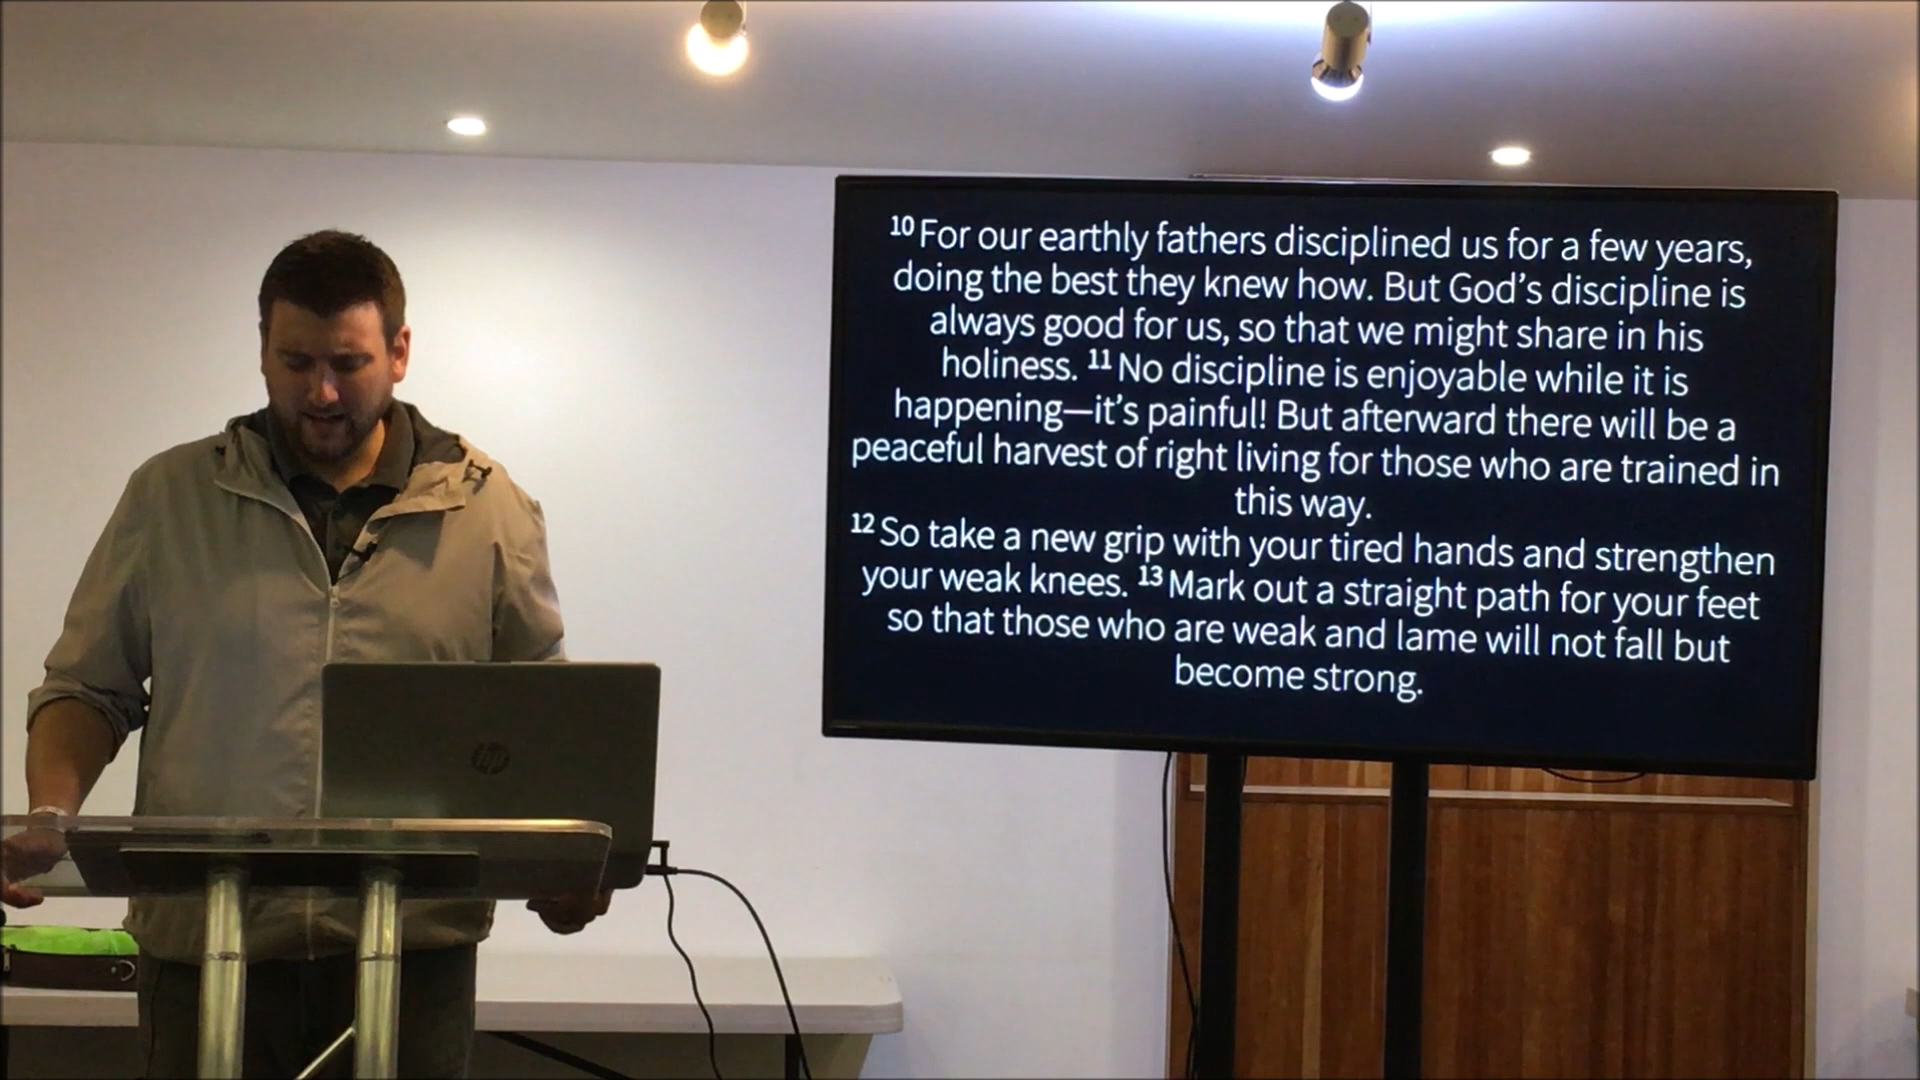 10 For our earthly fathers disciplined us for a few years,
doing the best they knew how. But God’s discipline is
always good for us, so that we might share in his
holiness. 11 No discipline is enjoyable while it is
happening—it’s painful! But afterward there will be a
peaceful harvest of right living for those who are trained in
this way.
12 So take a new grip with your tired hands and strengthen
your weak knees. 13 Mark out a straight path for your feet
so that those who are weak and lame will not fall but
become strong.
hp